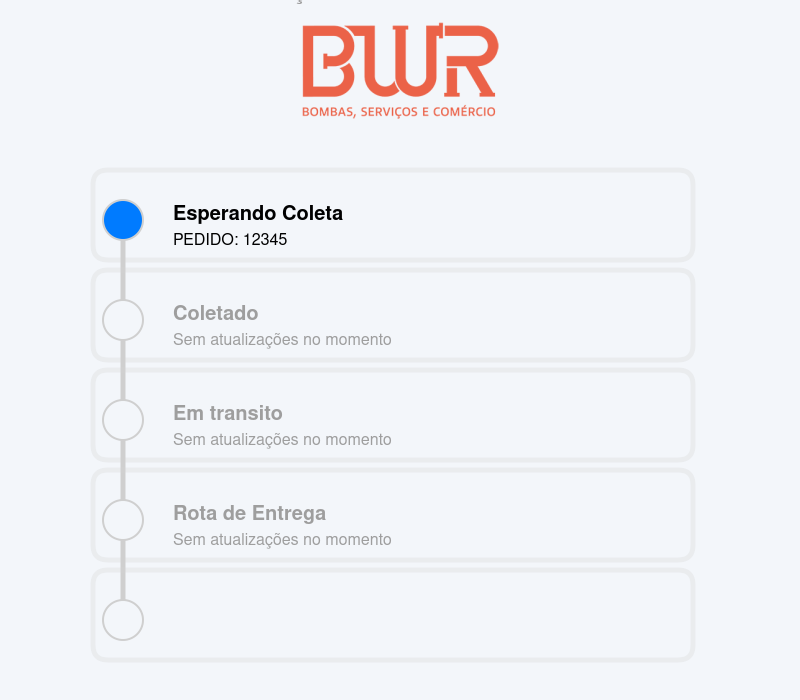 BWR
BOMBAS, SERVIÇOS E COMÉRCIO
Esperando Coleta
PEDIDO: 12345
Coletado
Sem atualizações no momento
Em transito
Sem atualizações no momento
Rota de Entrega
Sem atualizações no momento